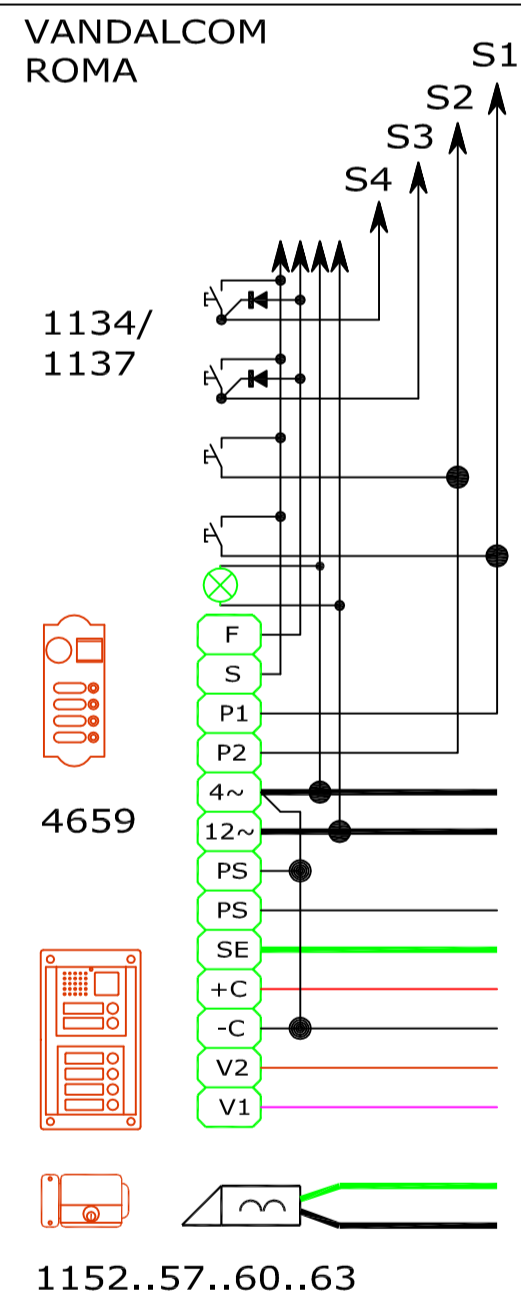 VANDALCOM
ROMA
S1
S2
S3
S4
1134/
1137
F
S
P1
P2
4~
4659
12~
PS
PS
SE
+C
-C
V2
V1
1152..57..60..63